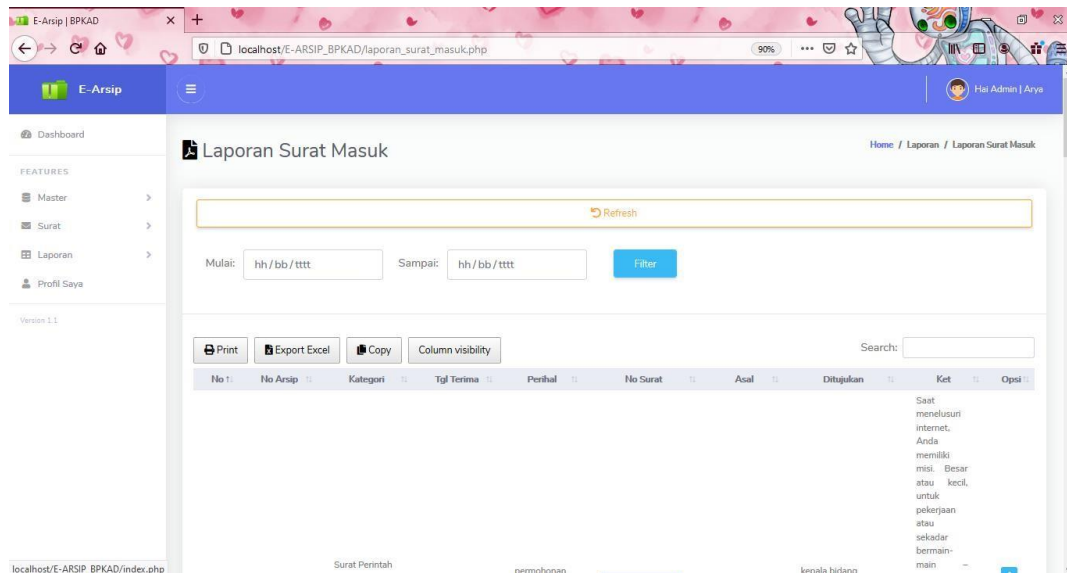 E-Arsip | BPKAD
localhost/E-ARSIP_BPKAD/laporan_surat_masuk.php
90%
E-Arsip
Hai Admin | Arya
Dashboard
FEATURES
Master
Surat
Laporan
Profil Saya
Version 1.1
Laporan Surat Masuk
Home / Laporan / Laporan Surat Masuk
Refresh
Mulai: hh / bb / tttt Sampai: hh / bb / tttt Filter
Print Export Excel Copy Column visibility Search:
No No Arsip Kategori Tgl Terima Perihal No Surat Asal Ditujukan Ket Opsi
Saat
menelusuri
internet,
Anda
memiliki
misi. Besar
atau kecil,
untuk
pekerjaan
atau
sekadar
bermain-
main –
Surat Perintah
permohonan
kepala bidang
localhost/E-ARSIP_BPKAD/index.php